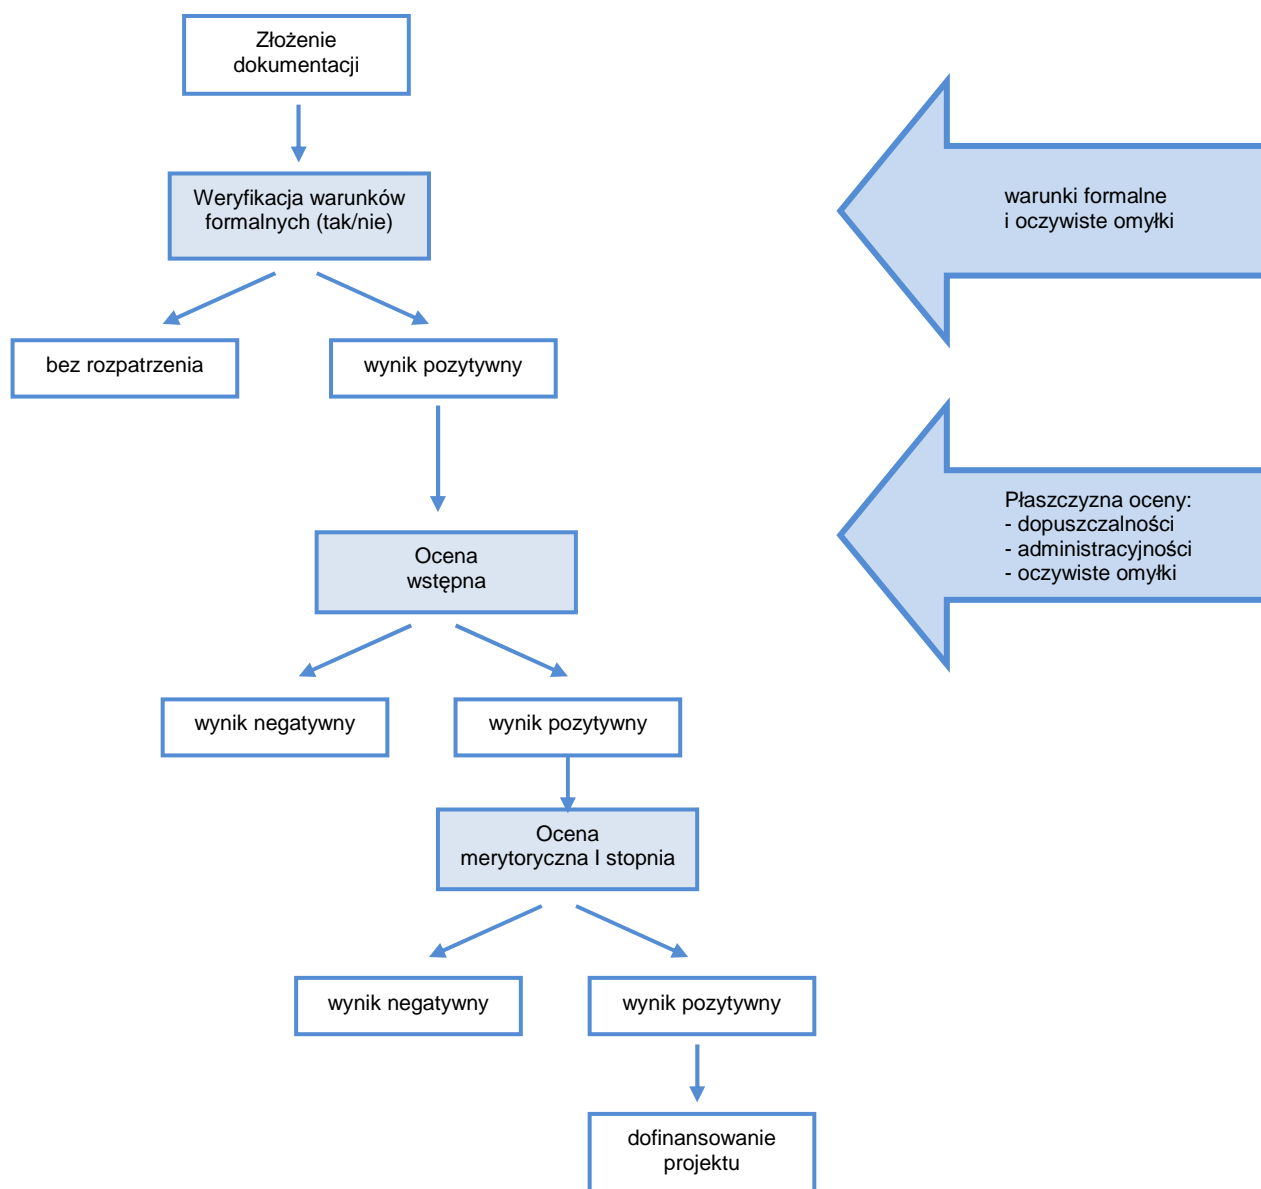 Złożenie
dokumentacji
Weryfikacja warunków
formalnych (tak/nie)
warunki formalne
i oczywiste omyłki
bez rozpatrzenia
wynik pozytywny
Płaszczyzna oceny:
- dopuszczalności
- administracyjności
- oczywiste omyłki
Ocena
wstępna
wynik negatywny
wynik pozytywny
Ocena
merytoryczna I stopnia
wynik negatywny
wynik pozytywny
dofinansowanie
projektu